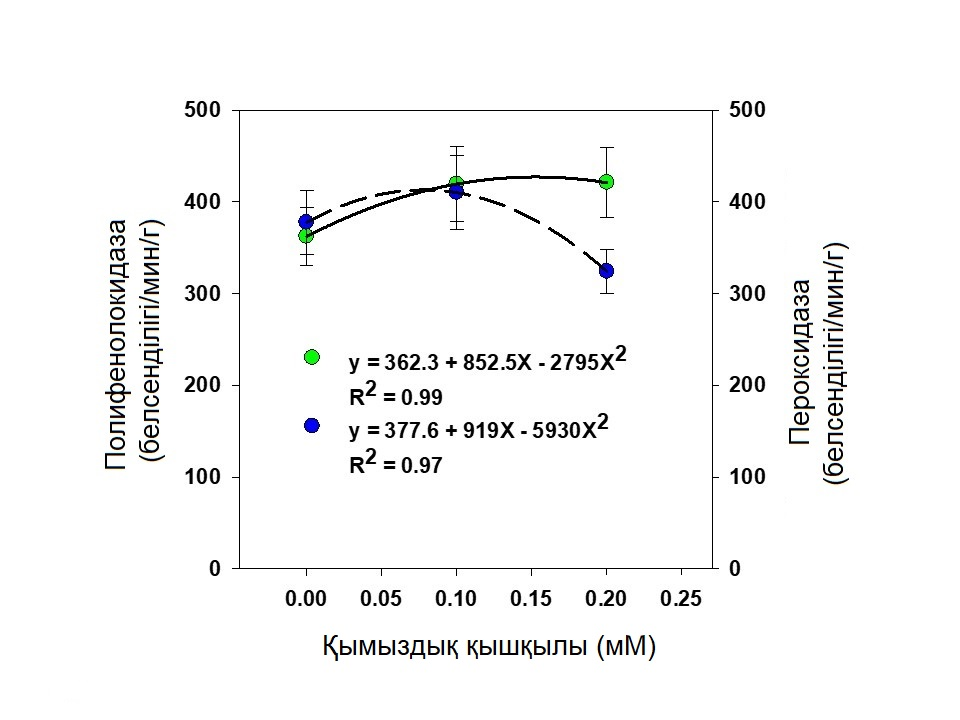 500
400
300
200
100
0
Полифенолокидаза
(белсенділігі/мин/г)
y = 362.3 + 852.5X - 2795X²
R² = 0.99
y = 377.6 + 919X - 5930X²
R² = 0.97
500
400
300
200
100
0
Пероксидаза
(белсенділігі/мин/г)
0.00 0.05 0.10 0.15 0.20 0.25
Қымыздық қышқылы (мМ)